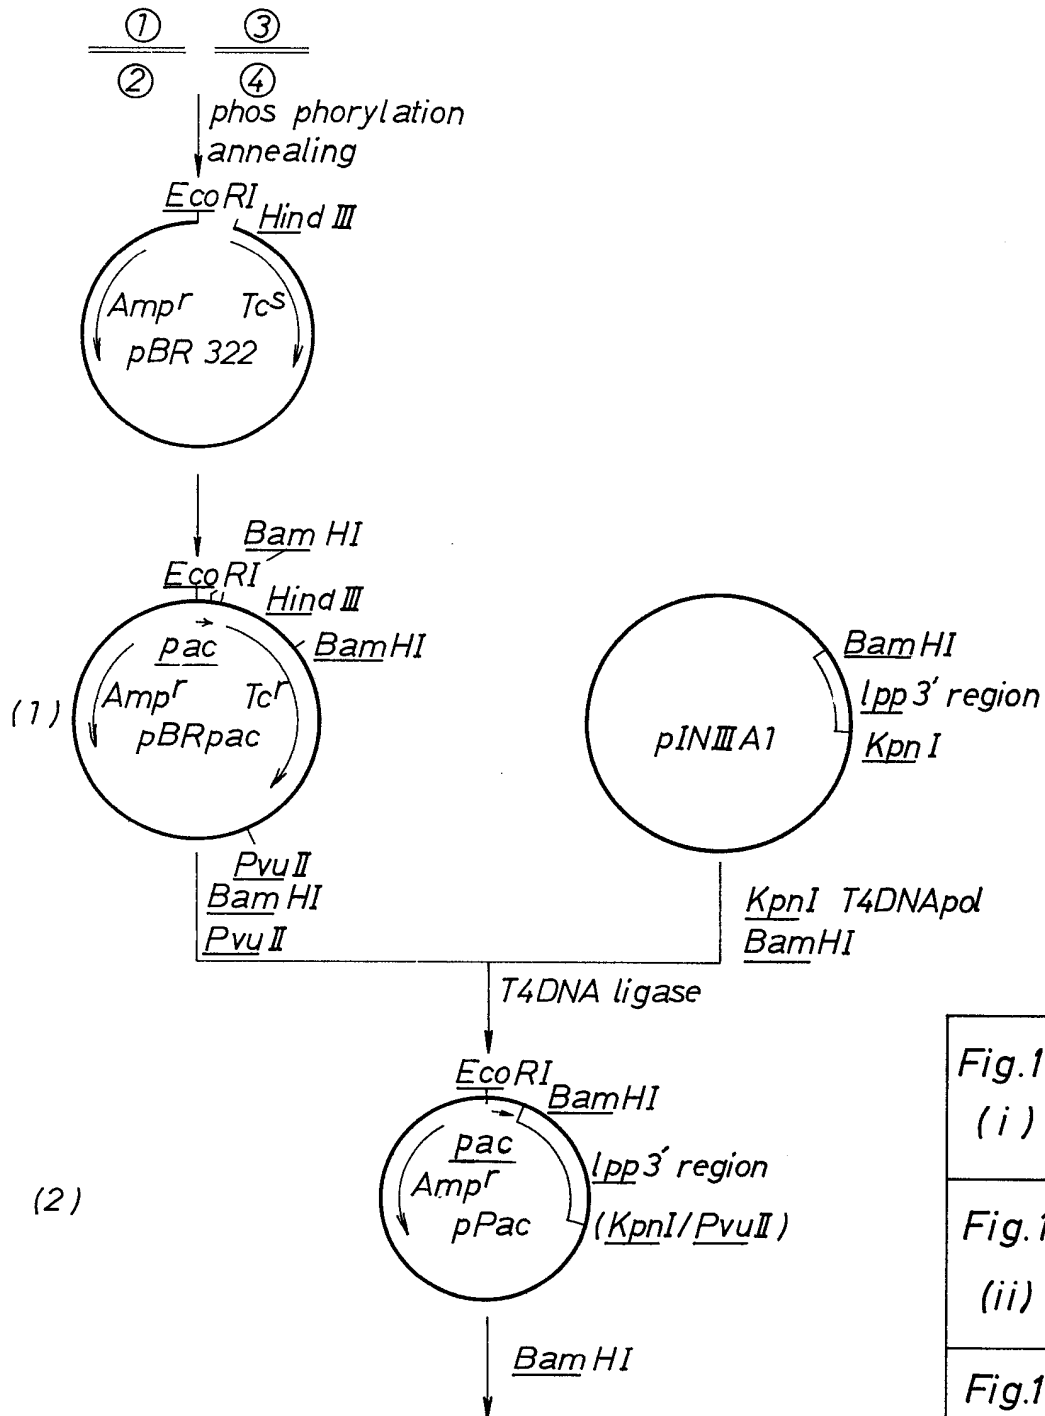 ① ③
② ④
phos phorylation
annealing
EcoRI
Hind III
Ampr Tcs
pBR 322
Bam HI
EcoRI
Hind III
BamHI
pac
Ampr Tcr
(1)
pBRpac
PvuII
BamHI
lpp 3' region
KpnI
pINIIIA1
Bam HI
PvuII
KpnI T4DNApol
BamHI
T4DNA ligase
EcoRI
BamHI
pac
lpp 3' region
Ampr
(2)
pPac
(KpnI/PvuII)
BamHI
Fig.1
(i)
Fig.1
(ii)
Fig.1